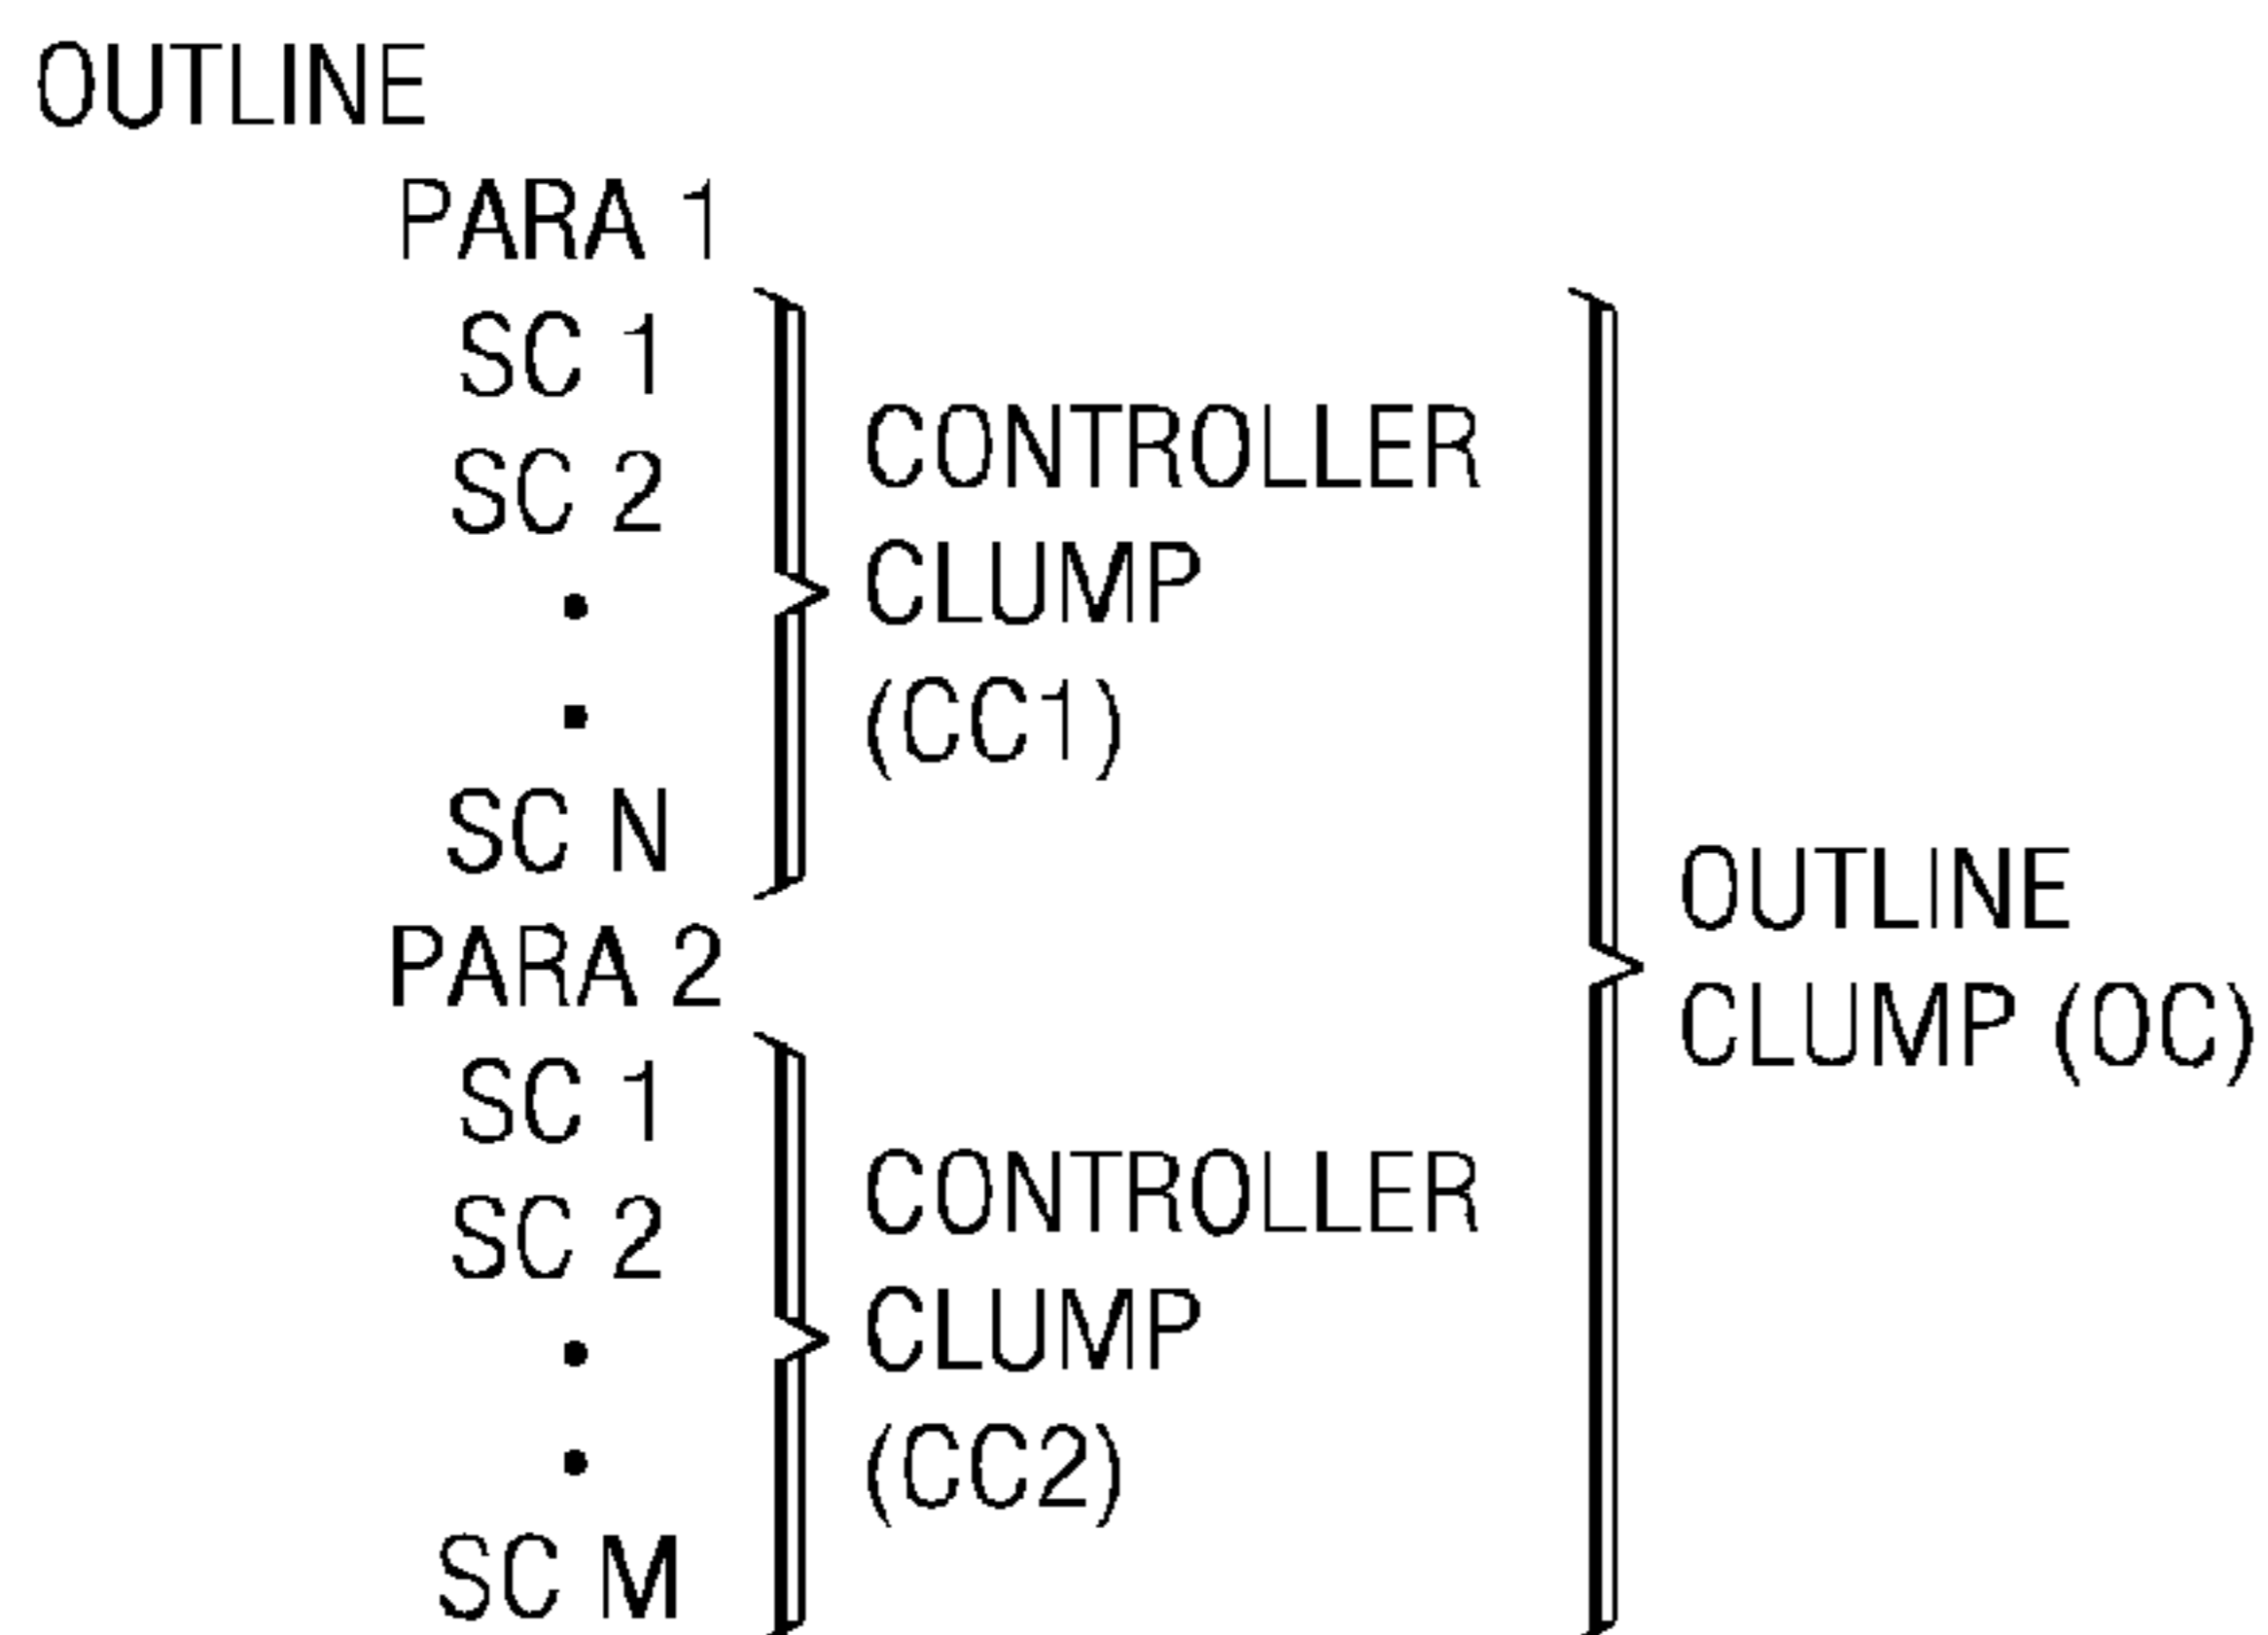 OUTLINE
PARA 1
SC 1
SC 2
SC N
CONTROLLER
CLUMP
(CC1)
PARA 2
SC 1
SC 2
SC M
CONTROLLER
CLUMP
(CC2)
OUTLINE
CLUMP (OC)